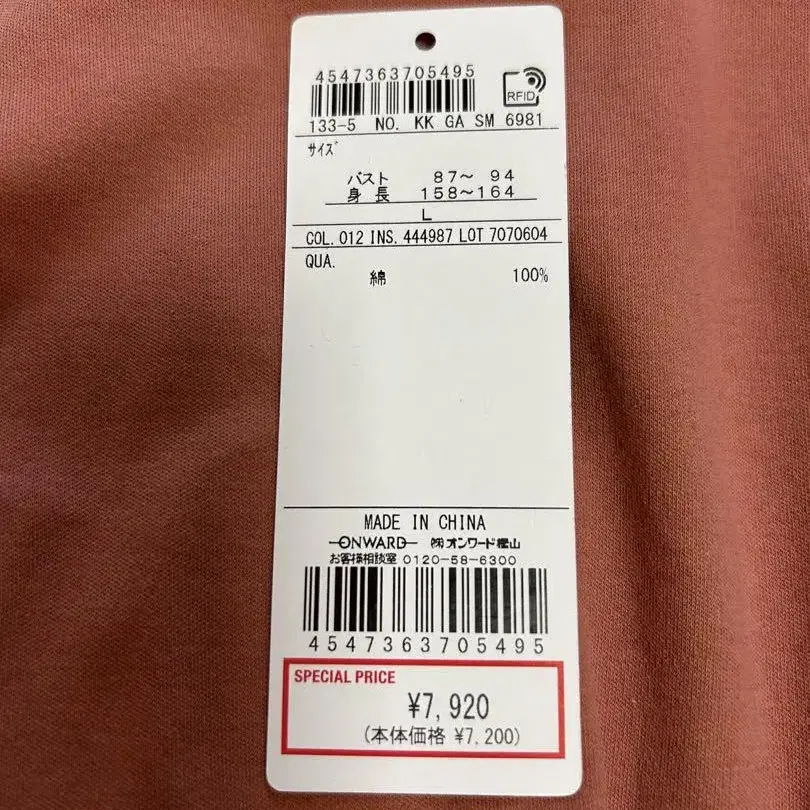 4547363705495
RFID
133-5 NO. KK GA SM 6981
サイズ
バスト 87～ 94
身長 158～164
L
COL. 012 INS. 444987 LOT 7070604
QUA.
綿 100%
MADE IN CHINA
ONWARD ㈱オンワード樫山
お客様相談室 0120-58-6300
4547363705495
SPECIAL PRICE
¥7,920
(本体価格 ¥7,200)